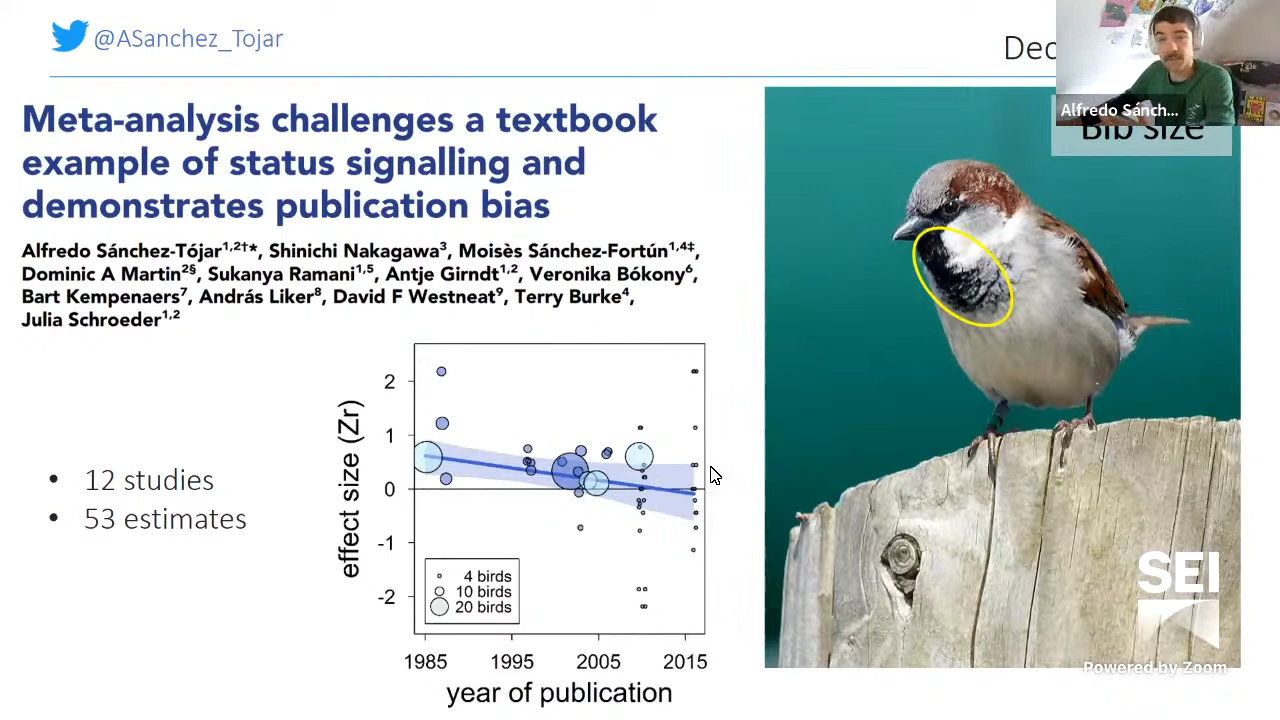 @ASanchez_Tojar
Dec
Alfredo Sánch...
Bib size
Meta-analysis challenges a textbook
example of status signalling and
demonstrates publication bias
Alfredo Sánchez-Tójar1,2†*, Shinichi Nakagawa3, Moisès Sánchez-Fortún1,4‡,
Dominic A Martin2§, Sukanya Ramani1,5, Antje Girndt1,2, Veronika Bókony6,
Bart Kempenaers7, András Liker8, David F Westneat9, Terry Burke4,
Julia Schroeder1,2
12 studies
53 estimates
effect size (Zr)
2
1
0
-1
-2
4 birds
10 birds
20 birds
1985 1995 2005 2015
year of publication
SEI
Powered by Zoom